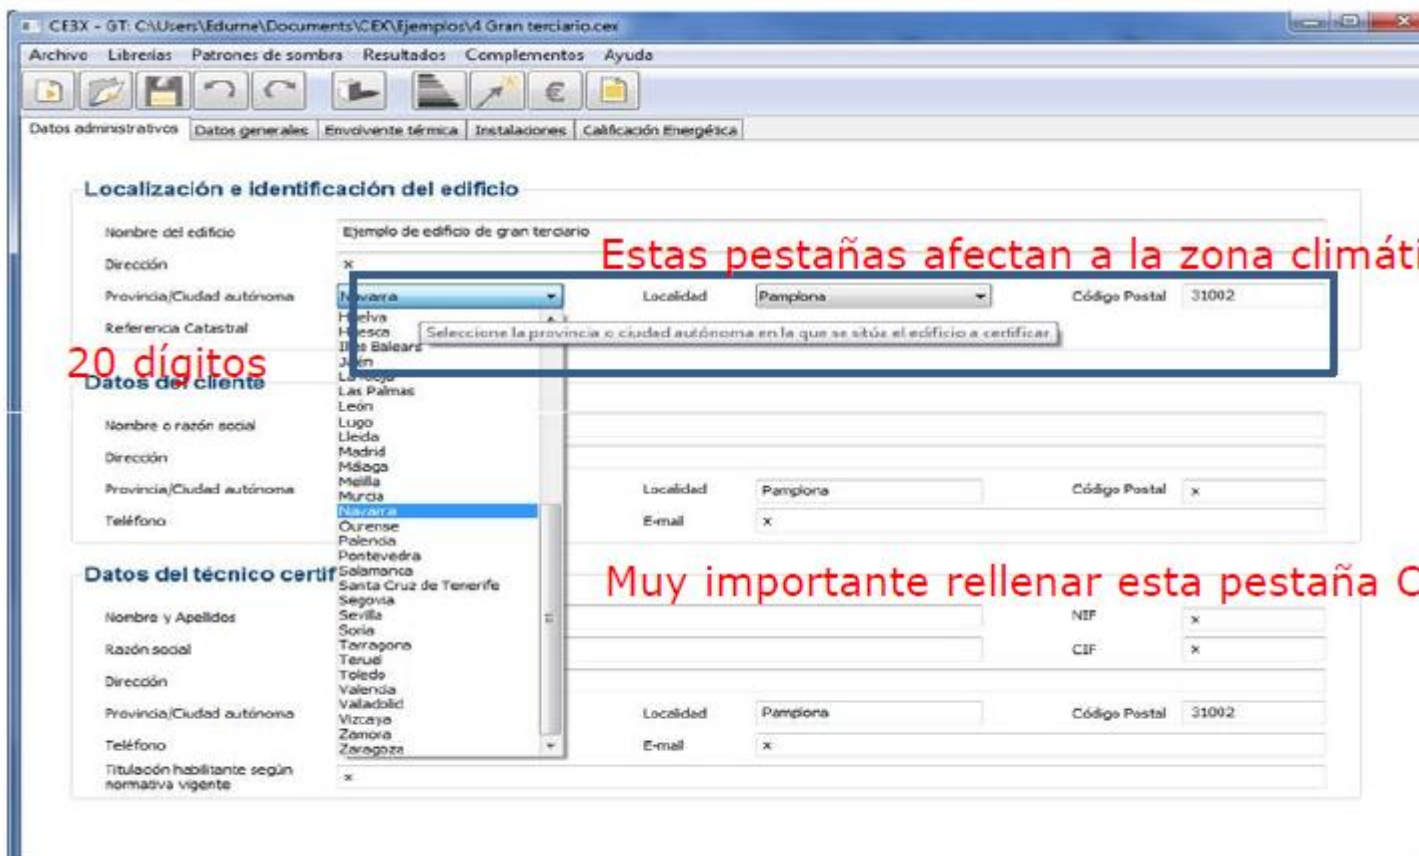 CE3X - GT: C:\Users\Edurne\Documents\CEX\Ejemplos\4 Gran terciario.cex
Archivo Librerías Patrones de sombra Resultados Complementos Ayuda
Datos administrativos Datos generales Envolvente térmica Instalaciones Calificación Energética
Localización e identificación del edificio
Nombre del edificio Ejemplo de edificio de gran terciario
Estas pestañas afectan a la zona climáti
Dirección x
Provincia/Ciudad autónoma Navarra Localidad Pamplona Código Postal 31002
Huelva
Referencia Catastral Huesca Seleccione la provincia o ciudad autónoma en la que se sitúa el edificio a certificar
Illes Balears
20 dígitos
Jaén
Datos del cliente
La Rioja
Las Palmas
León
Nombre o razón social Lugo
Lleida
Dirección Madrid
Málaga
Provincia/Ciudad autónoma Melilla Localidad Pamplona Código Postal x
Murcia
Navarra
Teléfono Ourense E-mail x
Palencia
Pontevedra
Datos del técnico certif Salamanca Muy importante rellenar esta pestaña C
Santa Cruz de Tenerife
Segovia
Nombre y Apellidos Sevilla NIF x
Soria
Razón social Tarragona CIF x
Teruel
Dirección Toledo
Valencia
Valladolid
Provincia/Ciudad autónoma Vizcaya Localidad Pamplona Código Postal 31002
Zamora
Teléfono Zaragoza E-mail x
Titulación habilitante según
normativa vigente x